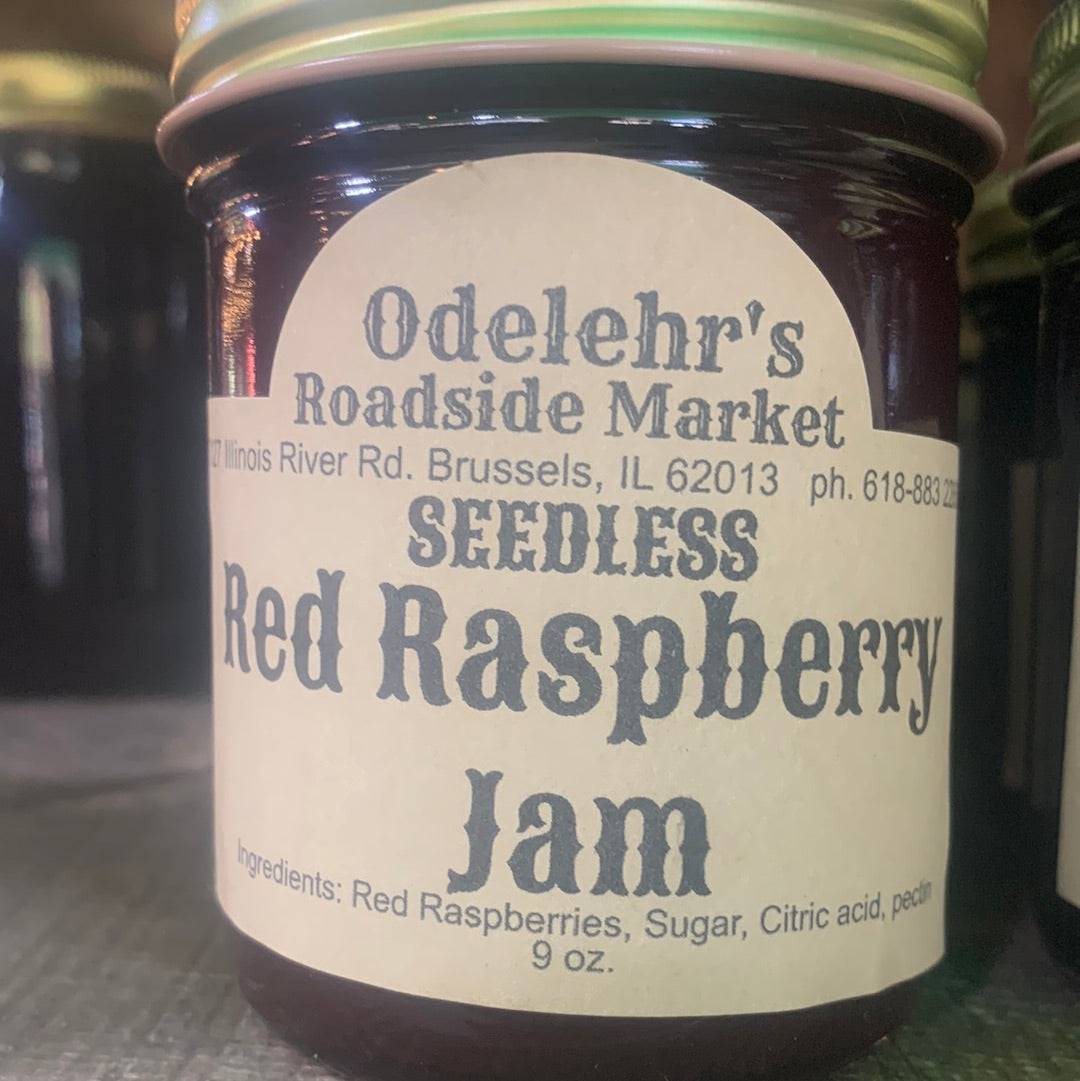 Odelehr's
Roadside Market
Illinois River Rd. Brussels, IL 62013 ph. 618-883
SEEDLESS
Red Raspberry
Jam
Ingredients: Red Raspberries, Sugar, Citric acid, pectin
9 oz.